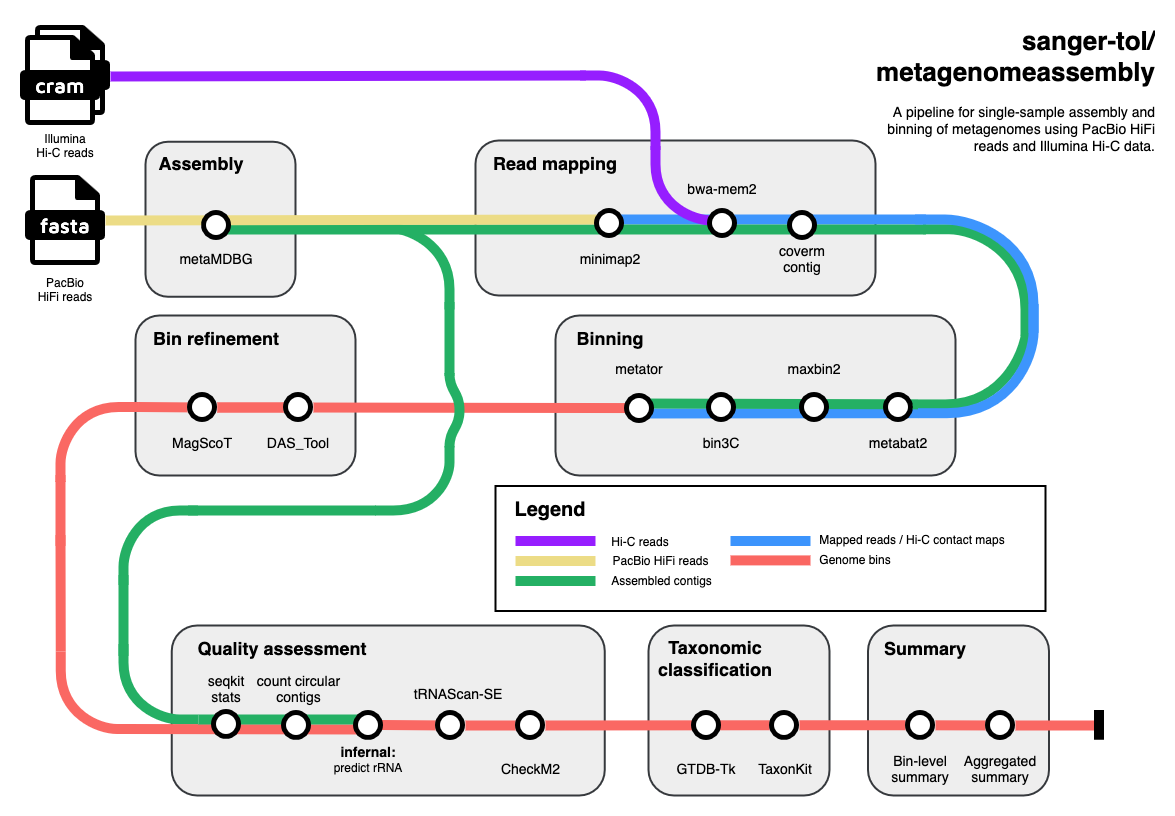 sanger-tol/
metagenomeassembly
A pipeline for single-sample assembly and
binning of metagenomes using PacBio HiFi
reads and Illumina Hi-C data.
cram
Illumina
Hi-C reads
fasta
PacBio
HiFi reads
Assembly
metaMDBG
Read mapping
bwa-mem2
minimap2
coverm
contig
Bin refinement
MagScoT
DAS_Tool
Binning
metator
maxbin2
bin3C
metabat2
Legend
Hi-C reads
PacBio HiFi reads
Assembled contigs
Mapped reads / Hi-C contact maps
Genome bins
Quality assessment
seqkit
stats
count circular
contigs
tRNAScan-SE
infernal:
predict rRNA
CheckM2
Taxonomic
classification
GTDB-Tk
TaxonKit
Summary
Bin-level
summary
Aggregated
summary